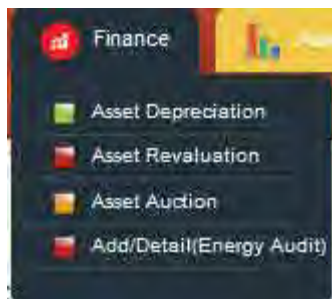 Finance
Asset Depreciation
Asset Revaluation
Asset Auction
Add/Detail(Energy Audit)